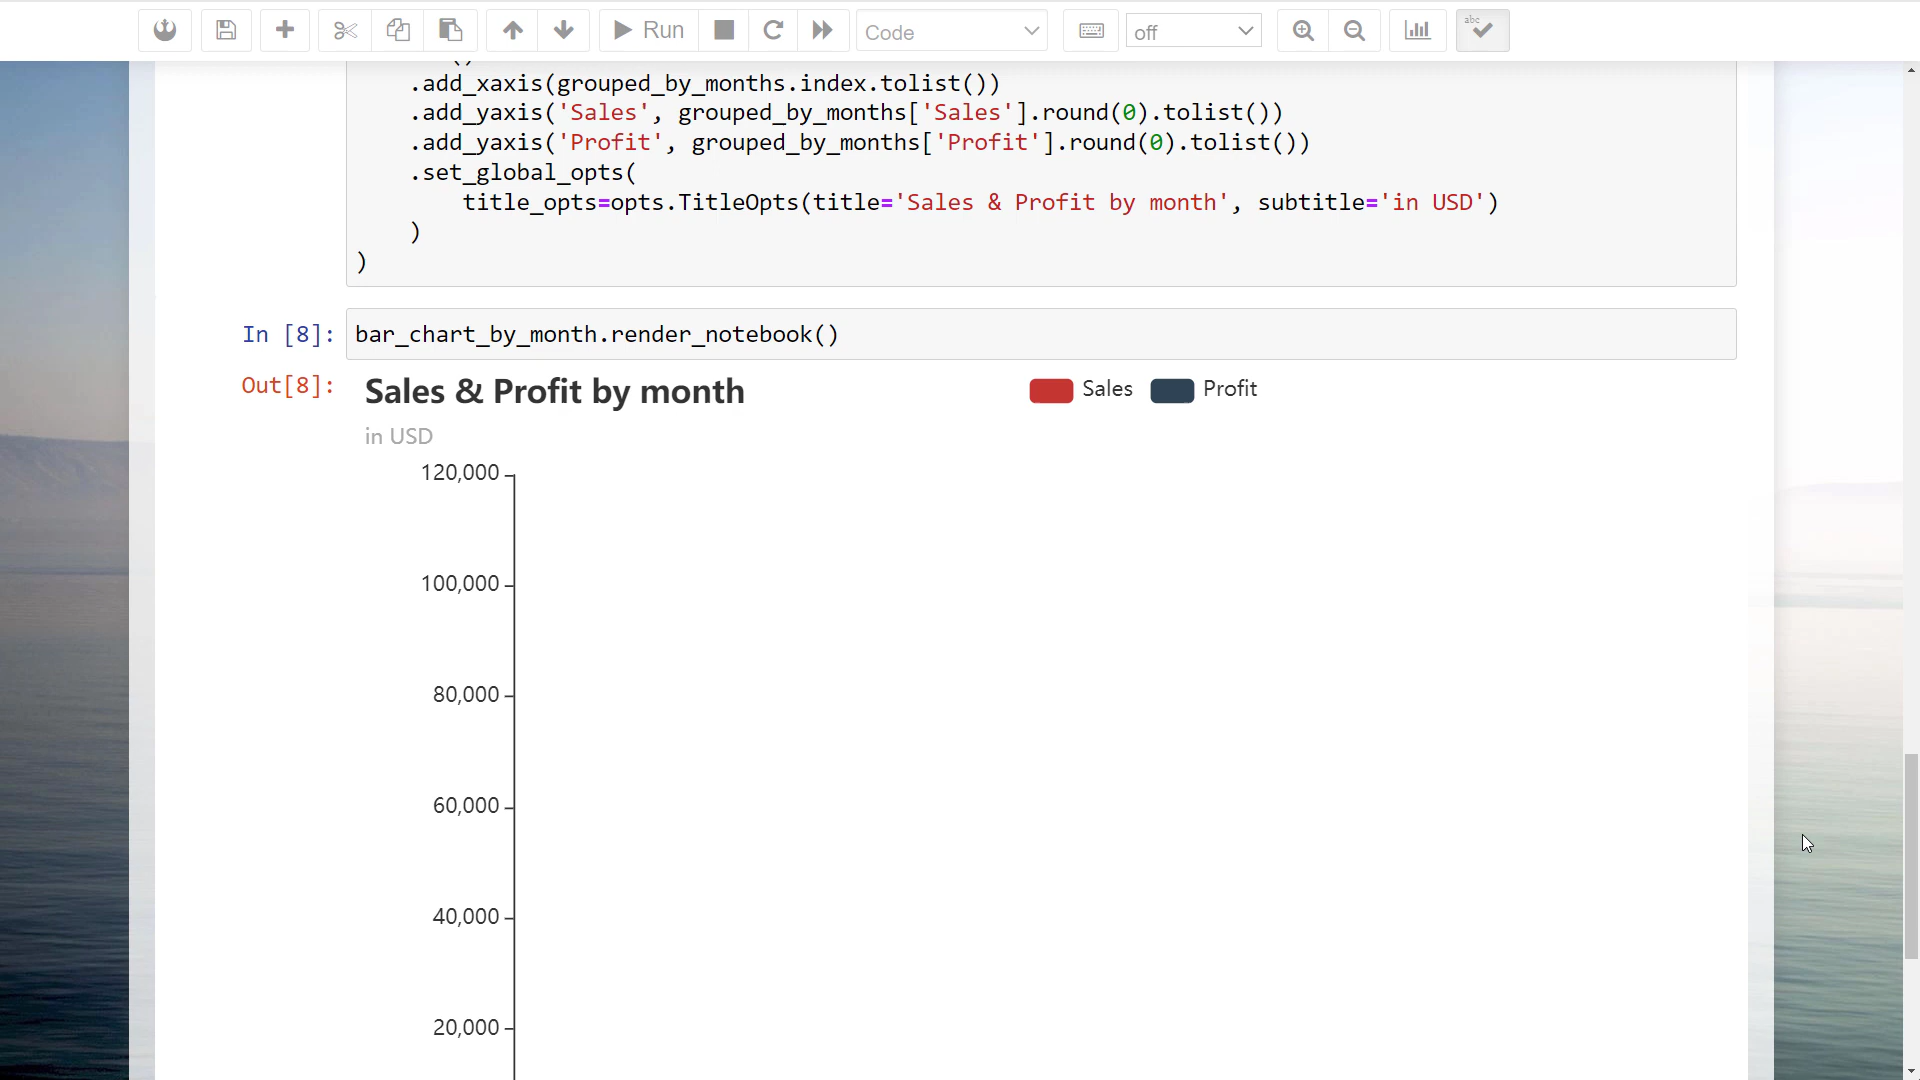 Run
Code
off
abc
()
.add_xaxis(grouped_by_months.index.tolist())
.add_yaxis('Sales', grouped_by_months['Sales'].round(0).tolist())
.add_yaxis('Profit', grouped_by_months['Profit'].round(0).tolist())
.set_global_opts(
title_opts=opts.TitleOpts(title='Sales & Profit by month', subtitle='in USD')
)
)
In [8]: bar_chart_by_month.render_notebook()
Out[8]:
Sales & Profit by month
Sales
Profit
in USD
120,000
100,000
80,000
60,000
40,000
20,000